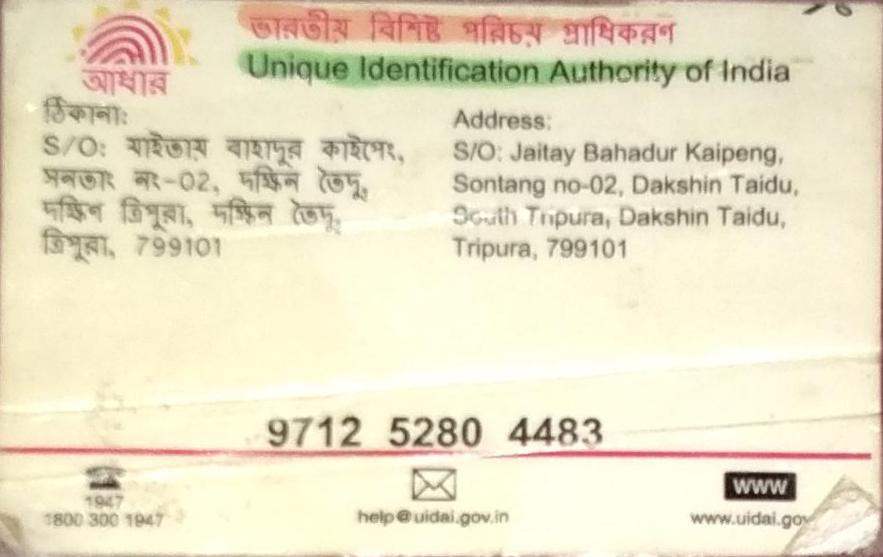 ভারতীয় বিশিষ্ট পরিচয় প্রাধিকরণ
Unique Identification Authority of India
আধার
ঠিকানা:
S/O: যাইতায় বাহাদুর কাইপেং,
সনতাং নং-02, দক্ষিন তৈদু,
দক্ষিন ত্রিপুরা, দক্ষিন তৈদু,
ত্রিপুরা, 799101
Address:
S/O: Jaitay Bahadur Kaipeng,
Sontang no-02, Dakshin Taidu,
South Tripura, Dakshin Taidu,
Tripura, 799101
9712 5280 4483
1947
1800 300 1947
help@uidai.gov.in
www
www.uidai.gov